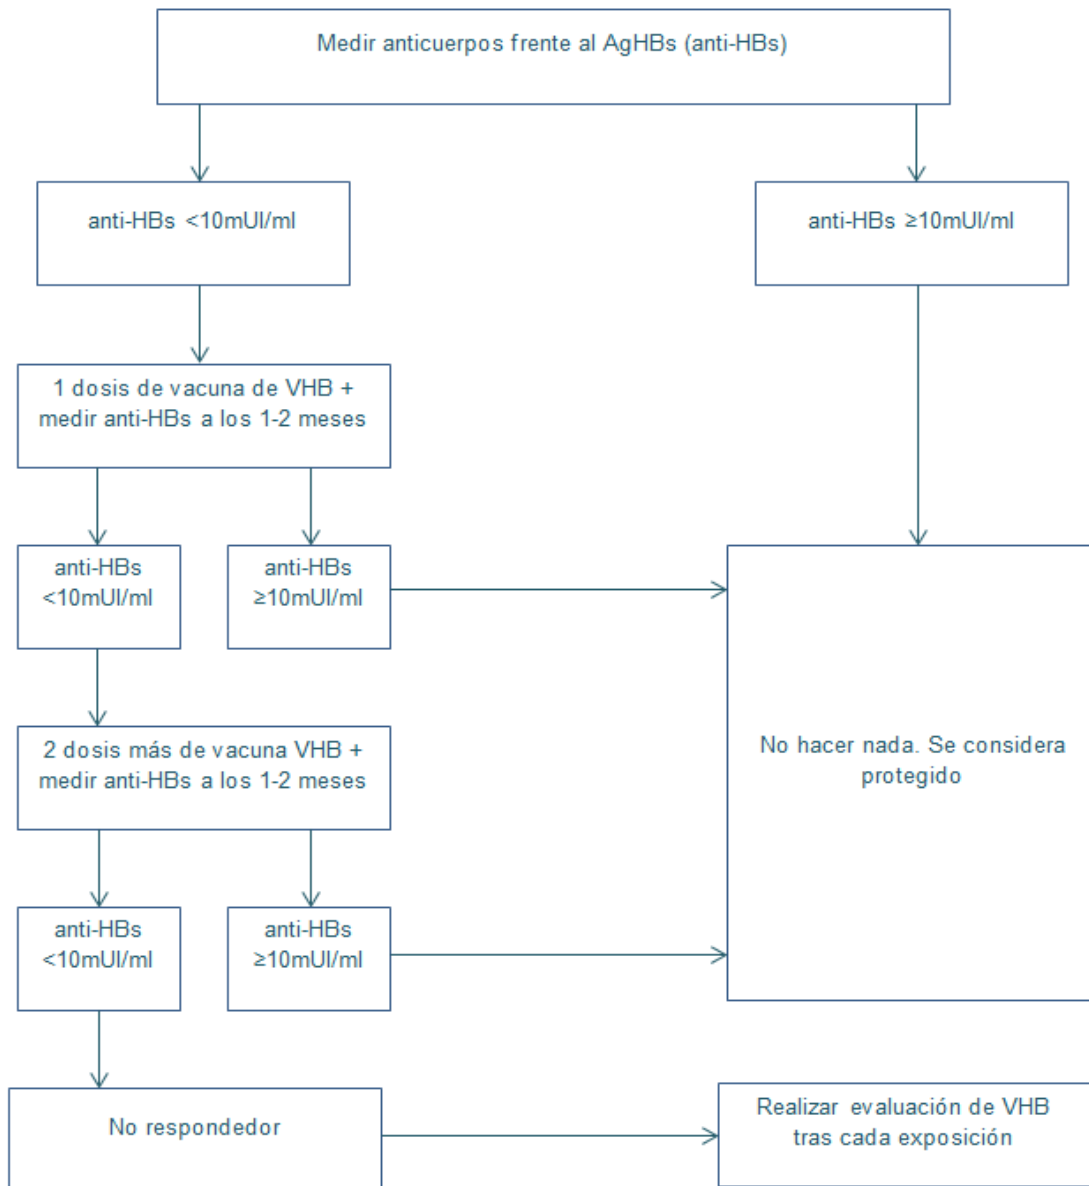 Medir anticuerpos frente al AgHBs (anti-HBs)
anti-HBs <10mUI/ml
anti-HBs ≥10mUI/ml
1 dosis de vacuna de VHB +
medir anti-HBs a los 1-2 meses
anti-HBs
<10mUI/ml
anti-HBs
≥10mUI/ml
No hacer nada. Se considera
protegido
2 dosis más de vacuna VHB +
medir anti-HBs a los 1-2 meses
anti-HBs
<10mUI/ml
anti-HBs
≥10mUI/ml
No respondedor
Realizar evaluación de VHB
tras cada exposición